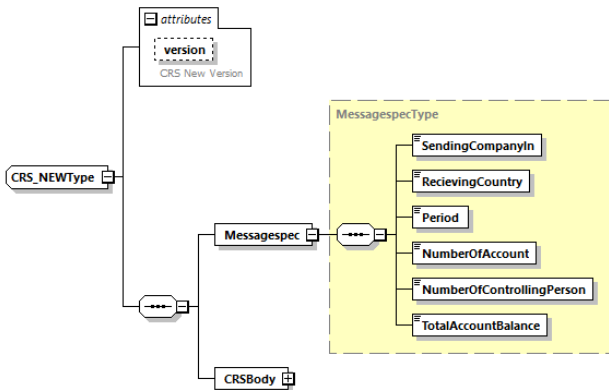 attributes
version
CRS New Version
MessagespecType
SendingCompanyIn
CRS_NEWType
RecievingCountry
Period
Messagespec
NumberOfAccount
NumberOfControllingPerson
TotalAccountBalance
CRSBody